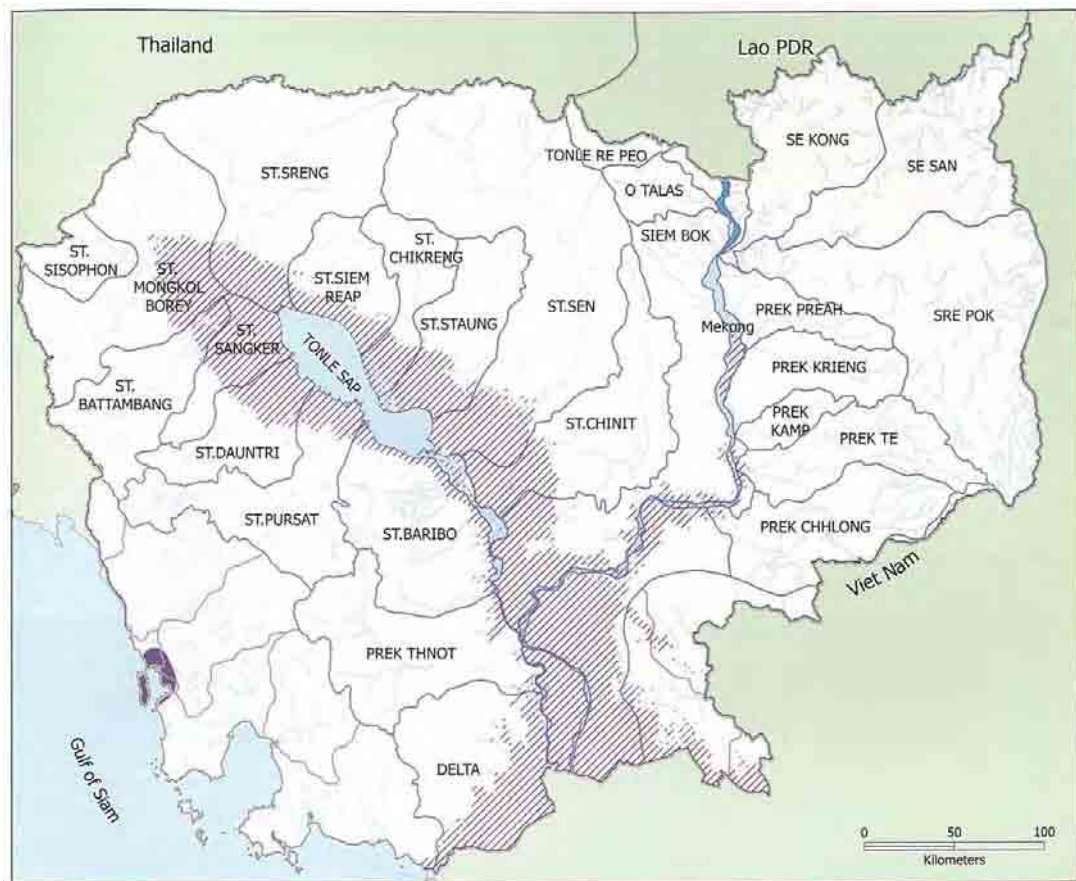 Thailand
Lao PDR
SE KONG
TONLE RE PEO
SE SAN
ST.SRENG
O TALAS
SIEM BOK
ST.
CHIKRENG
ST.
SISOPHON
ST.
MONGKOL
BOREY
ST.SIEM
REAP
ST.SEN
PREK PREAH
SRE POK
ST.STAUNG
Mekong
ST.
SANGKER
TONLE SAP
PREK KRIENG
ST.
BATTAMBANG
PREK
KAMP
ST.CHINIT
PREK TE
ST.DAUNTRI
ST.PURSAT
ST.BARIBO
PREK CHHLONG
Viet Nam
PREK THNOT
Gulf of Siam
DELTA
0 50 100
Kilometers